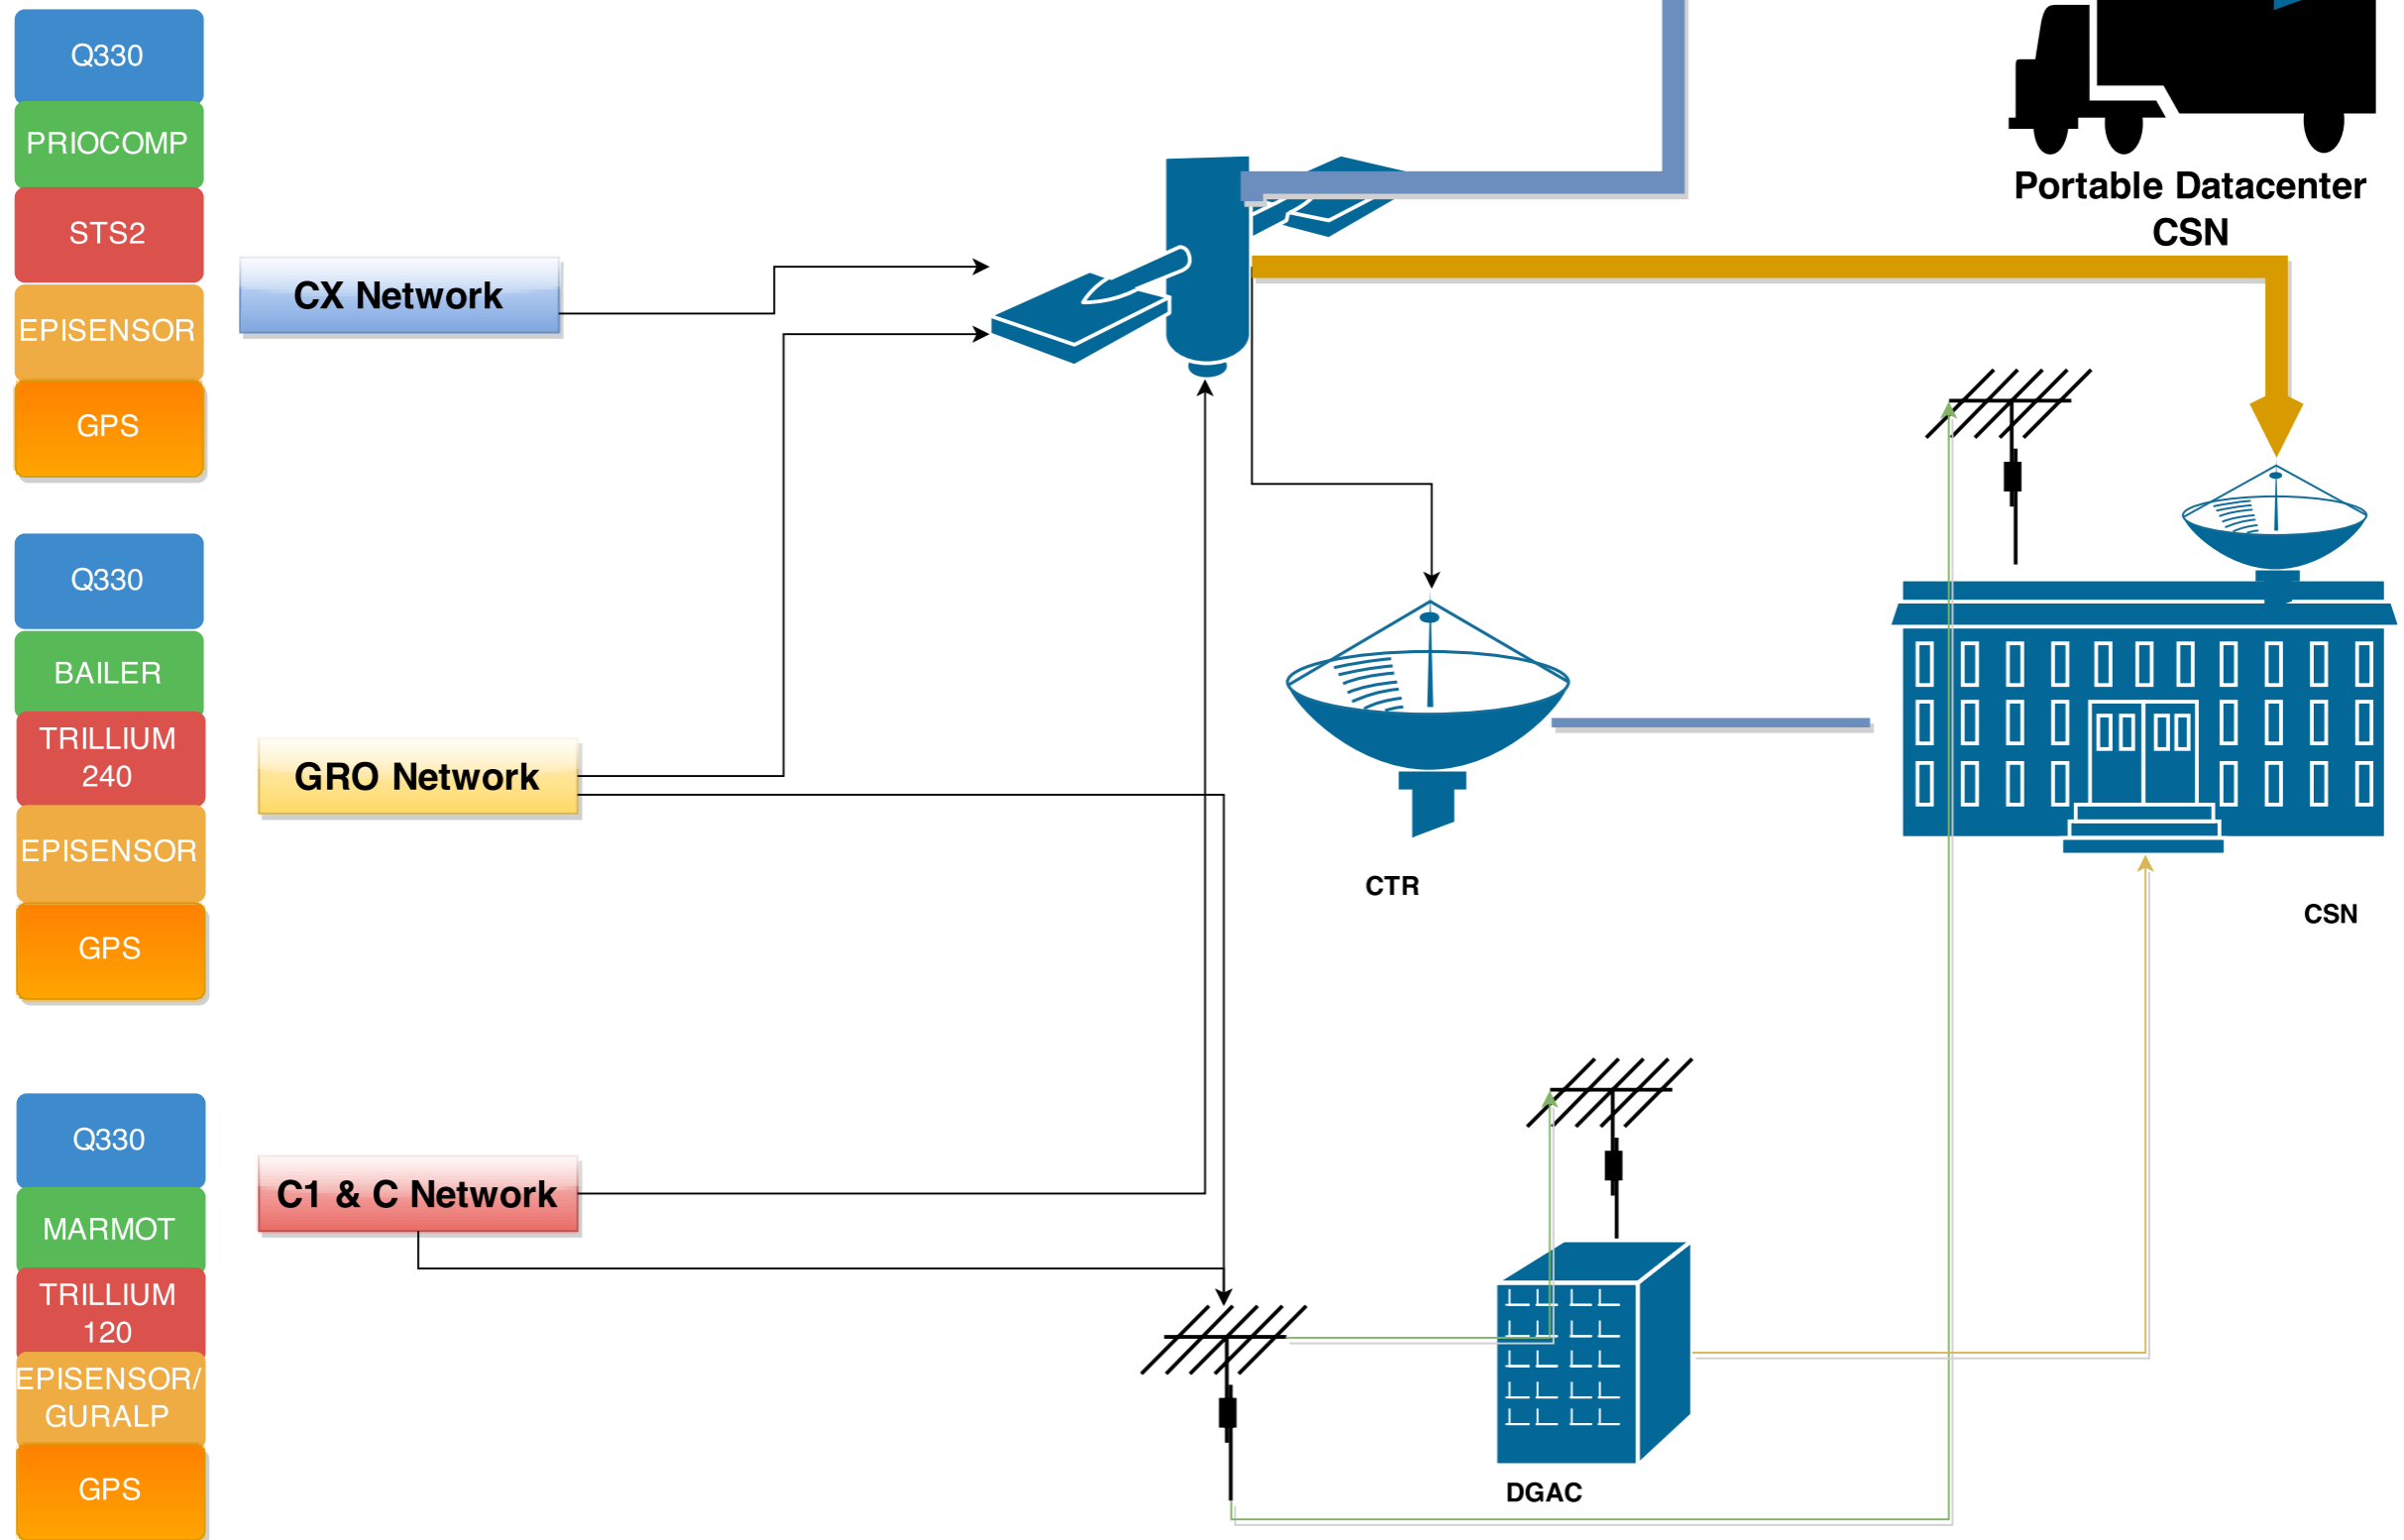 Q330
PRIOCOMP
STS2
EPISENSOR
GPS
CX Network
Portable Datacenter
CSN
Q330
BAILER
TRILLIUM
240
EPISENSOR
GPS
GRO Network
CTR
CSN
Q330
MARMOT
TRILLIUM
120
EPISENSOR/
GURALP
GPS
C1 & C Network
DGAC